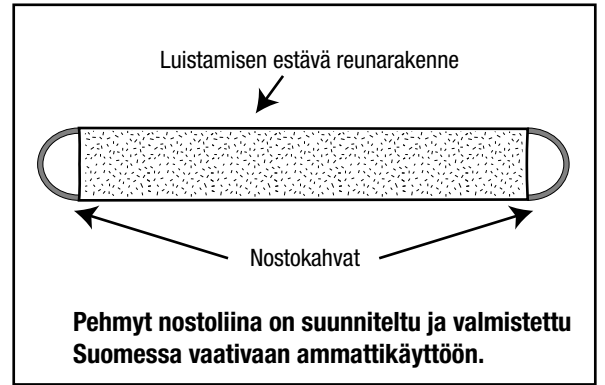 Luistamisen estävä reunarakenne
Nostokahvat
Pehmyt nostoliina on suunniteltu ja valmistettu
Suomessa vaativaan ammattikäyttöön.